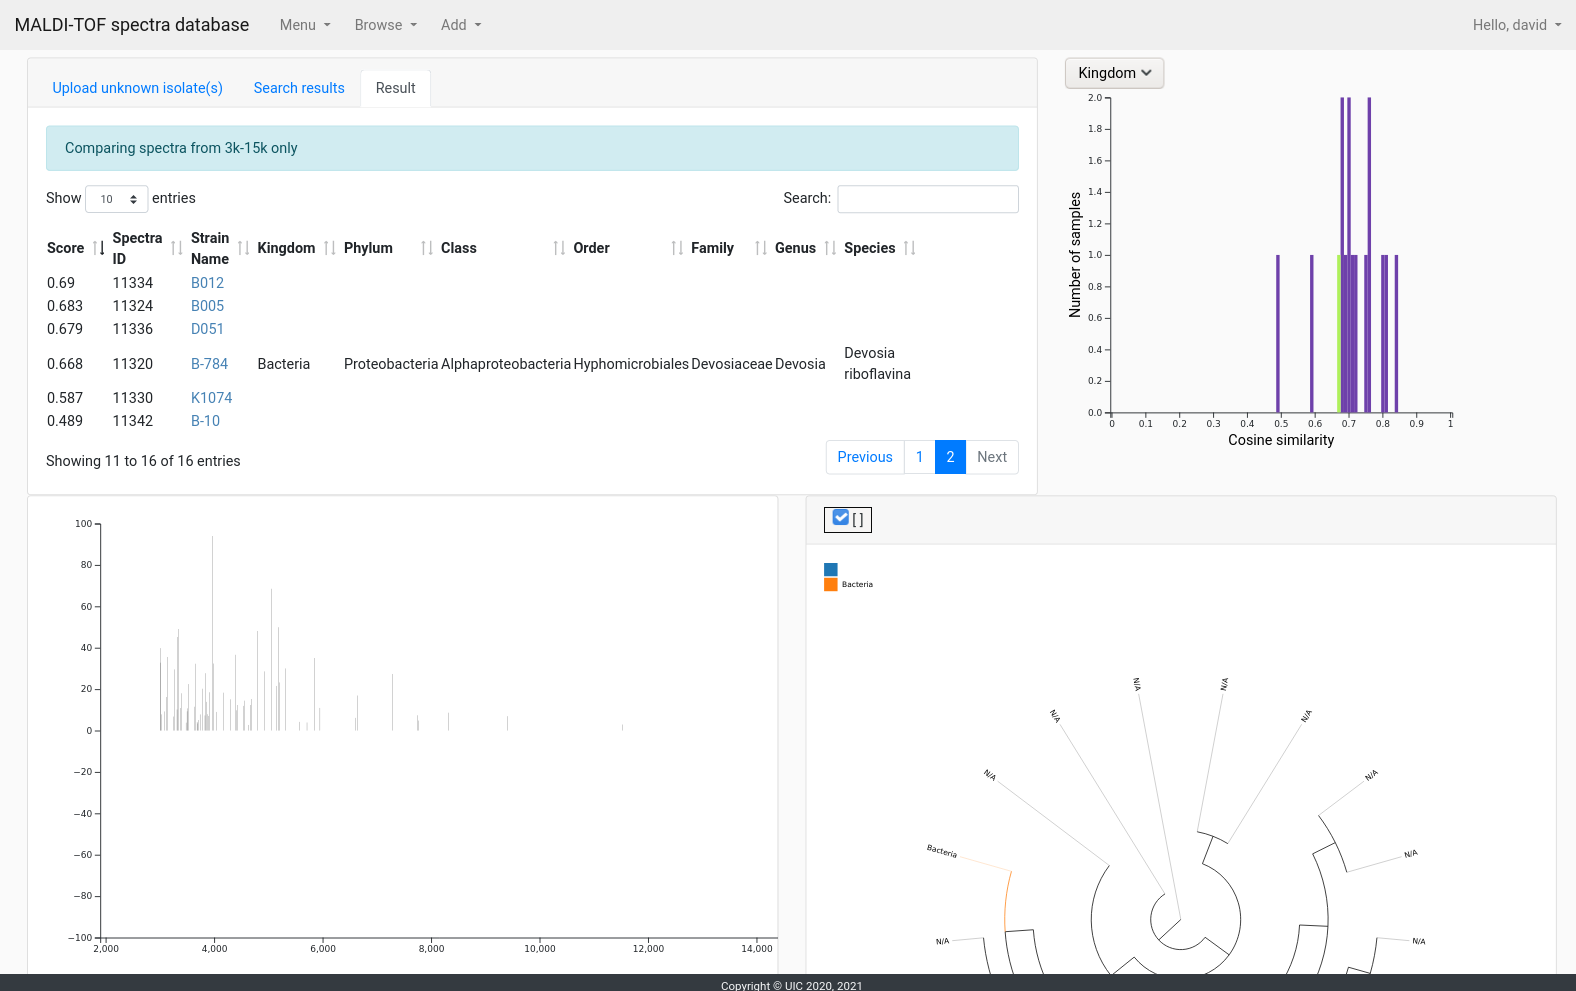 MALDI-TOF spectra database Menu Browse Add Hello, david
Upload unknown isolate(s) Search results Result
Comparing spectra from 3k-15k only
Show 10 entries Search:
Score Spectra ID Strain Name Kingdom Phylum Class Order Family Genus Species
0.69 11334 B012
0.683 11324 B005
0.679 11336 D051
0.668 11320 B-784 Bacteria Proteobacteria Alphaproteobacteria Hyphomicrobiales Devosiaceae Devosia Devosia riboflavina
0.587 11330 K1074
0.489 11342 B-10
Showing 11 to 16 of 16 entries
Previous 1 2 Next
Kingdom
2.0
1.8
1.6
1.4
1.2
1.0
0.8
0.6
0.4
0.2
0.0
Number of samples
0 0.1 0.2 0.3 0.4 0.5 0.6 0.7 0.8 0.9 1
Cosine similarity
100
80
60
40
20
0
−20
−40
−60
−80
−100
2,000 4,000 6,000 8,000 10,000 12,000 14,000
[ ]
Bacteria
N/A
N/A
N/A
N/A
N/A
N/A
N/A
Bacteria
N/A
N/A
Copyright © UIC 2020, 2021